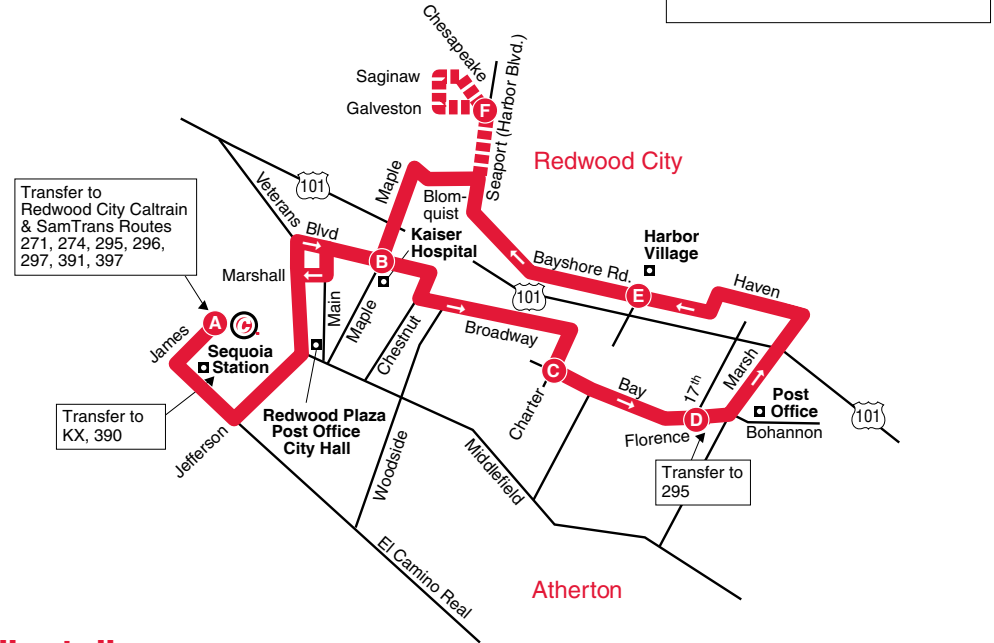 Chesapeake
Saginaw
Galveston
F
Seaport (Harbor Blvd.)
Redwood City
101
Maple
Veterans
Blvd
Blom-
quist
Transfer to
Redwood City Caltrain
& SamTrans Routes
271, 274, 295, 296,
297, 391, 397
Kaiser
Hospital
B
Harbor
Village
Bayshore Rd.
E
Haven
Marshall
Main
Maple
Chestnut
101
Broadway
A
C
James
Sequoia
Station
Transfer to
KX, 390
Jefferson
Redwood Plaza
Post Office
City Hall
Woodside
Middlefield
C
Charter
Bay
17th
Marsh
D
Florence
Post
Office
Bohannon
101
Transfer to
295
El Camino Real
Atherton